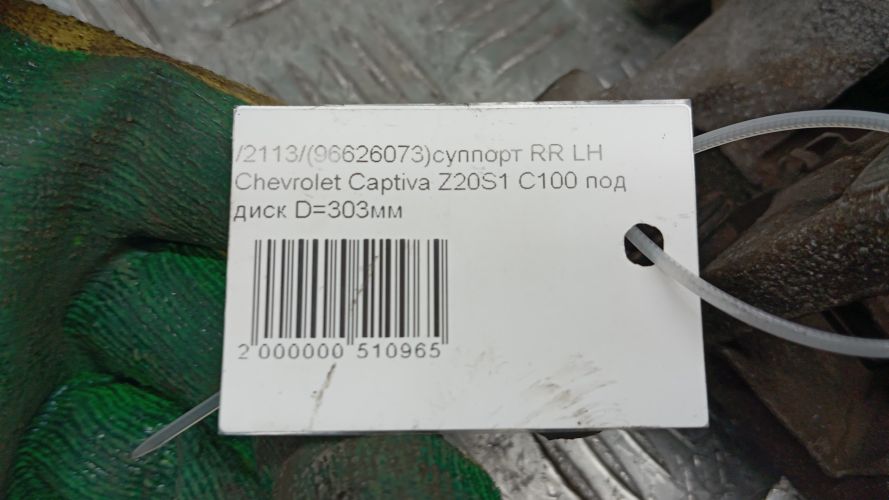 /2113/(96626073)суппорт RR LH
Chevrolet Captiva Z20S1 C100 под
диск D=303мм
2 000000 510965